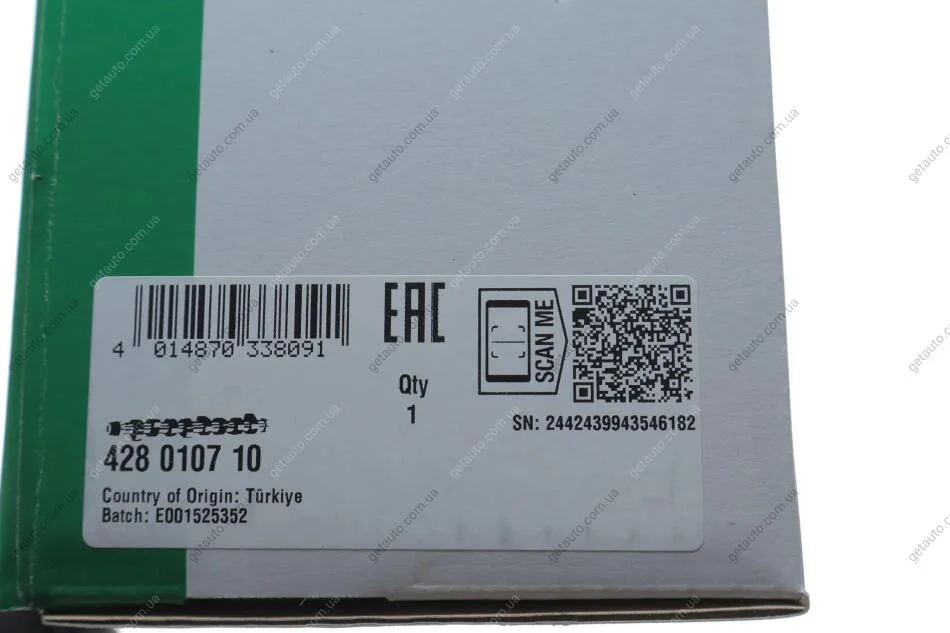 4 014870 338091
EAC
Qty
1
SCAN ME
SN: 2442439943546182
428 0107 10
Country of Origin: Türkiye
Batch: E001525352
getauto.com.ua